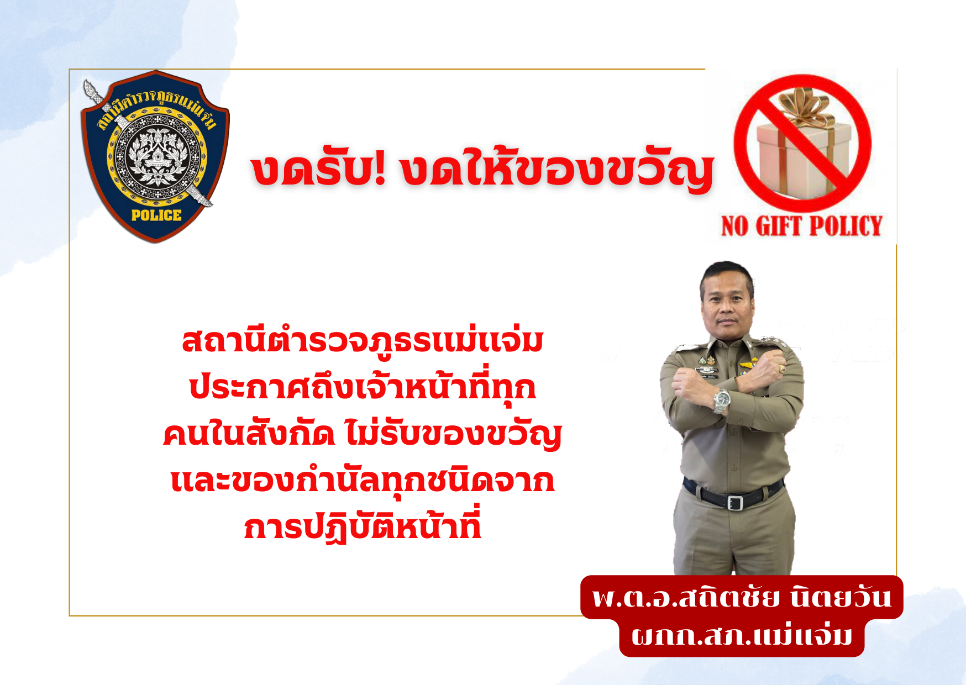 สถานีตำรวจภูธรแม่แจ่ม
POLICE
งดรับ! งดให้ของขวัญ
NO GIFT POLICY
สถานีตำรวจภูธรแม่แจ่ม
ประกาศถึงเจ้าหน้าที่ทุก
คนในสังกัด ไม่รับของขวัญ
และของกำนัลทุกชนิดจาก
การปฏิบัติหน้าที่
พ.ต.อ.สถิตชัย นิตยวัน
ผกก.สภ.แม่แจ่ม